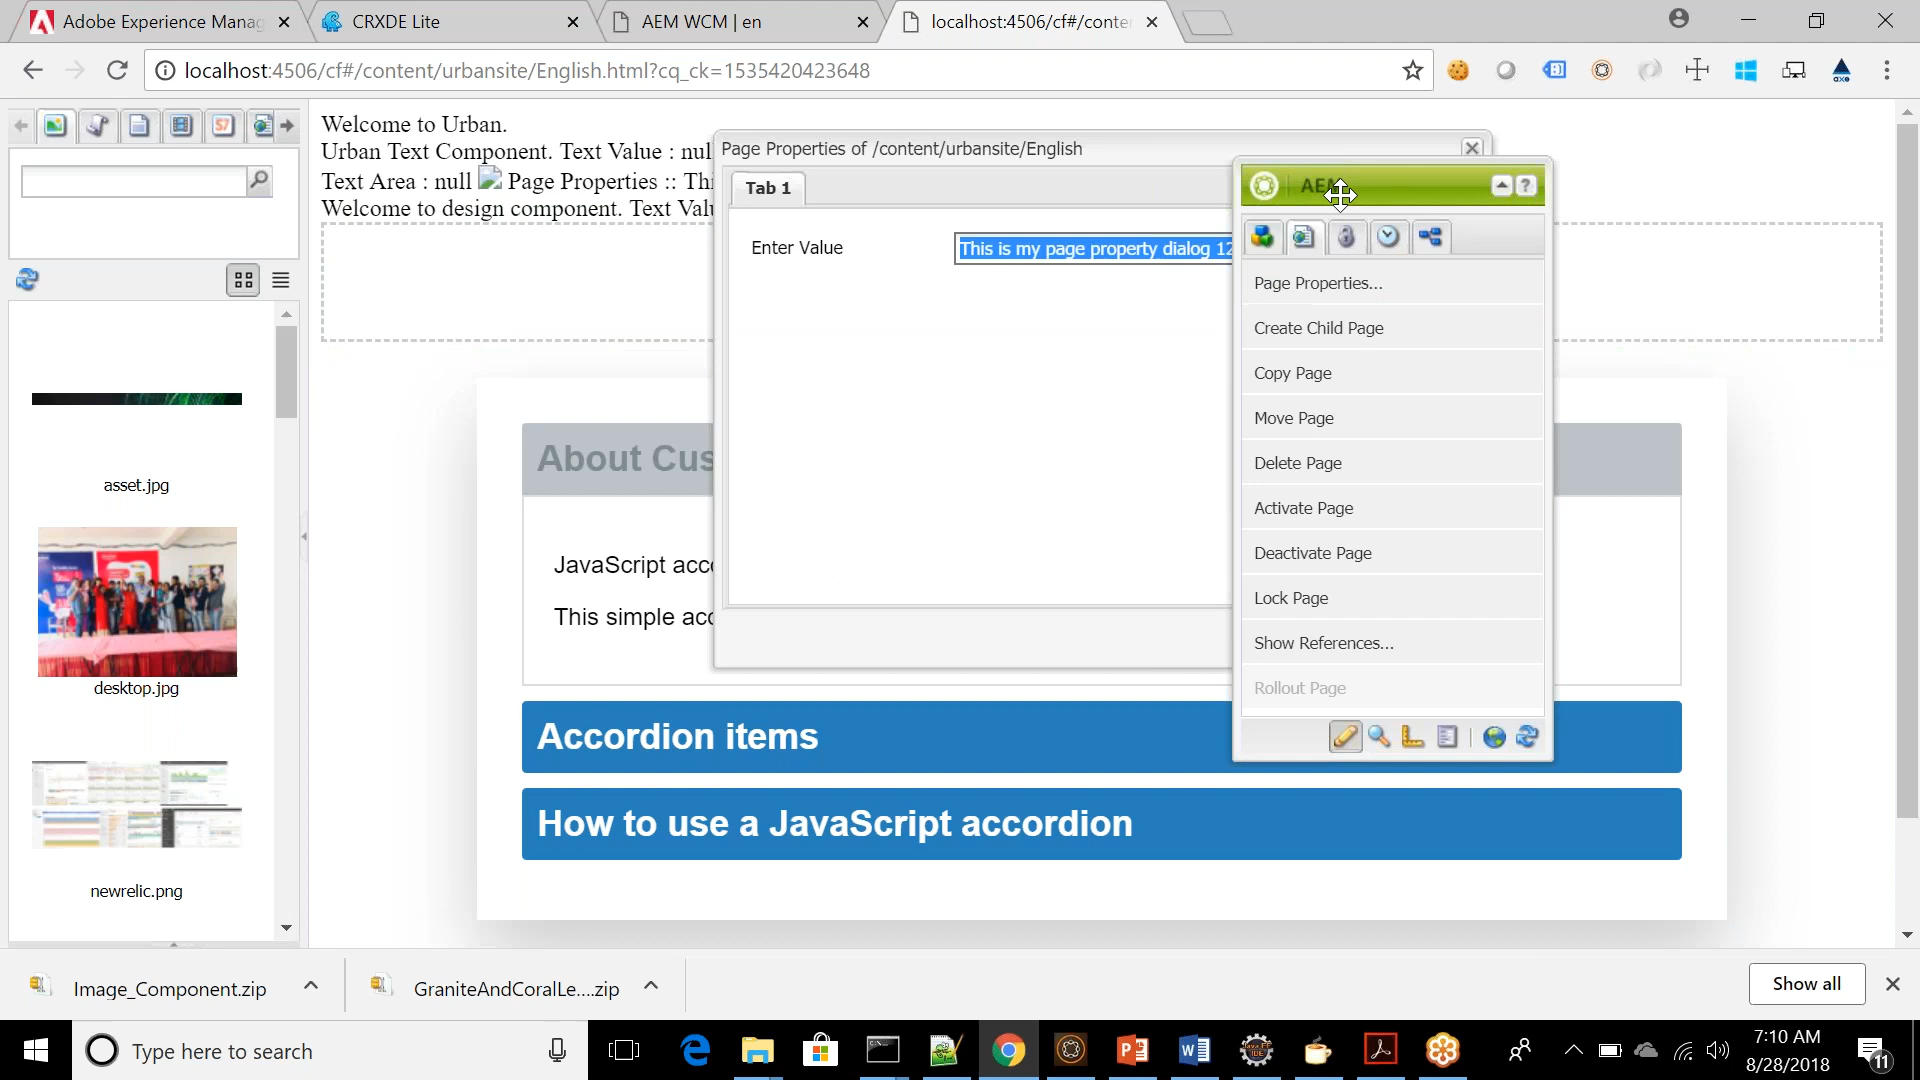 Adobe Experience Manag
CRXDE Lite
AEM WCM | en
localhost:4506/cf#/conte
localhost:4506/cf#/content/urbansite/English.html?cq_ck=1535420423648
Welcome to Urban.
Urban Text Component. Text Value : nul
Text Area : null Page Properties :: Thi
Welcome to design component. Text Valu
Page Properties of /content/urbansite/English
Tab 1
Enter Value
This is my page property dialog 12
AEM
Page Properties...
Create Child Page
Copy Page
Move Page
Delete Page
Activate Page
Deactivate Page
Lock Page
Show References...
Rollout Page
asset.jpg
desktop.jpg
newrelic.png
About Cus
JavaScript acc
This simple acc
Accordion items
How to use a JavaScript accordion
Image_Component.zip
GraniteAndCoralLe....zip
Show all
Type here to search
7:10 AM
8/28/2018
11